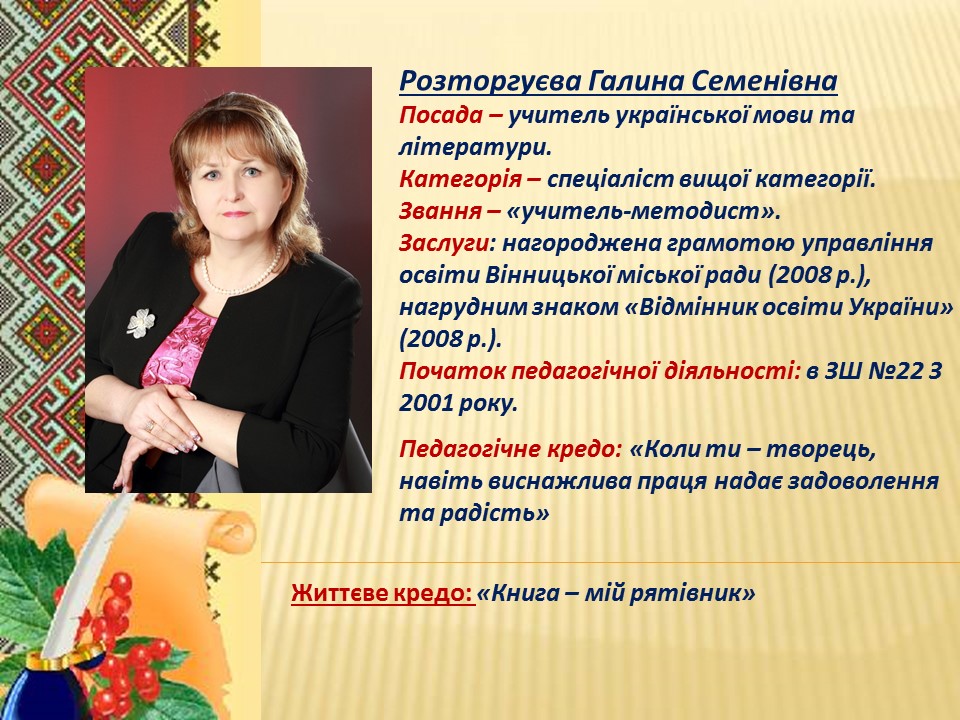 Розторгуєва Галина Семенівна
Посада – учитель української мови та
літератури.
Категорія – спеціаліст вищої категорії.
Звання – «учитель-методист».
Заслуги: нагороджена грамотою управління
освіти Вінницької міської ради (2008 р.),
нагрудним знаком «Відмінник освіти України»
(2008 р.).
Початок педагогічної діяльності: в ЗШ №22 З
2001 року.
Педагогічне кредо: «Коли ти – творець,
навіть виснажлива праця надає задоволення
та радість»
Життєве кредо: «Книга – мій рятівник»